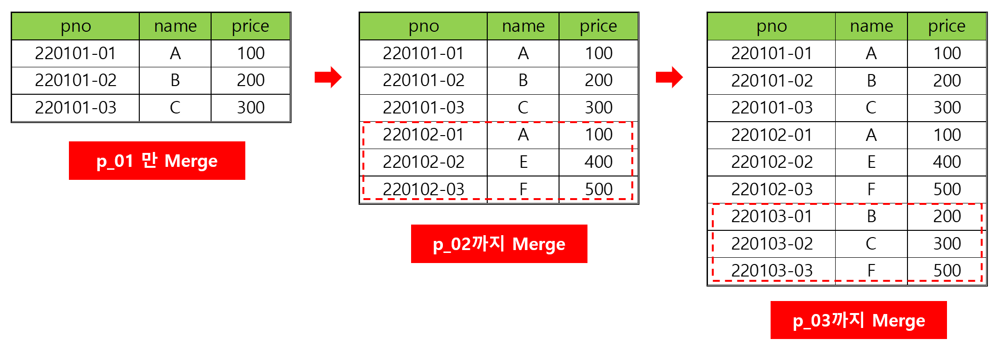 pno name price
220101-01 A 100
220101-02 B 200
220101-03 C 300
p_01 만 Merge
pno name price
220101-01 A 100
220101-02 B 200
220101-03 C 300
220102-01 A 100
220102-02 E 400
220102-03 F 500
p_02까지 Merge
pno name price
220101-01 A 100
220101-02 B 200
220101-03 C 300
220102-01 A 100
220102-02 E 400
220102-03 F 500
220103-01 B 200
220103-02 C 300
220103-03 F 500
p_03까지 Merge